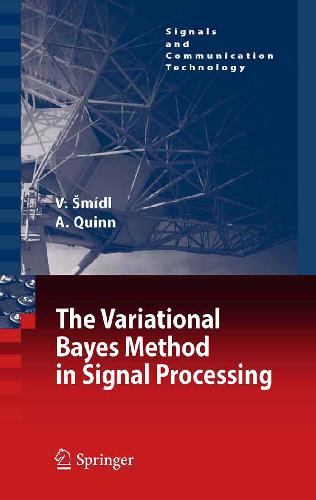 Signals
and
Communication
Technology
V. Šmídl
A. Quinn
The Variational
Bayes Method
in Signal Processing
Springer